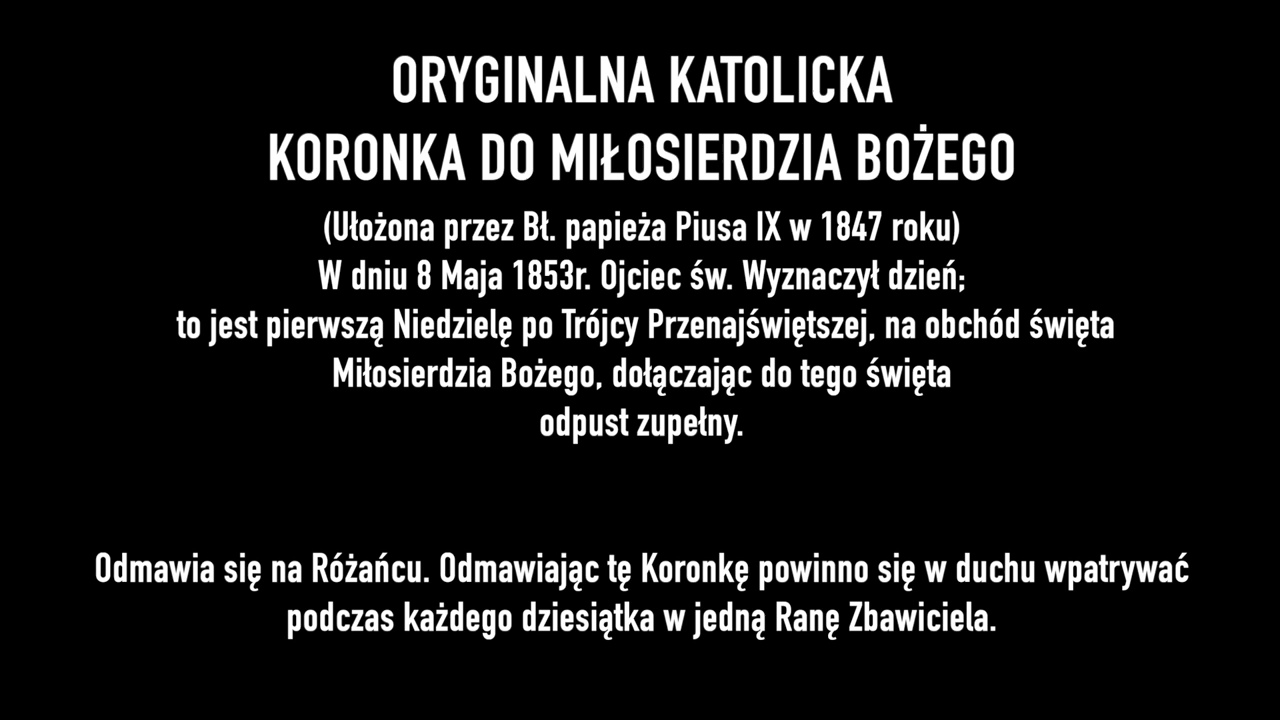 ORYGINALNA KATOLICKA
KORONKA DO MIŁOSIERDZIA BOŻEGO
(Ułożona przez Bł. papieża Piusa IX w 1847 roku)
W dniu 8 Maja 1853r. Ojciec św. Wyznaczył dzień;
to jest pierwszą Niedzielę po Trójcy Przenajświętszej, na obchód święta
Miłosierdzia Bożego, dołączając do tego święta
odpust zupełny.
Odmawia się na Różańcu. Odmawiając tę Koronkę powinno się w duchu wpatrywać
podczas każdego dziesiątka w jedną Ranę Zbawiciela.